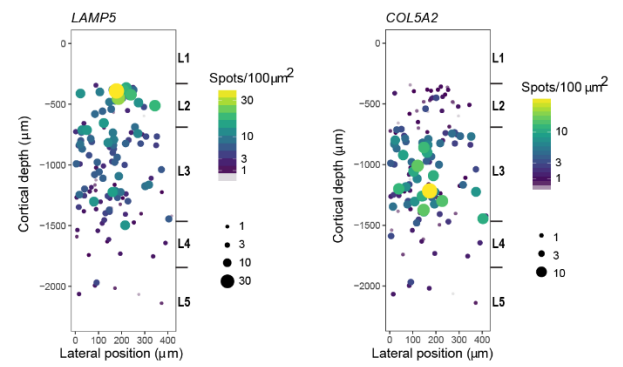 LAMP5
0
−500
−1000
−1500
−2000
Cortical depth (μm)
0 100 200 300 400
Lateral position (μm)
L1
L2
L3
L4
L5
Spots/100μm2
30
10
3
1
1
3
10
30
COL5A2
0
−500
−1000
−1500
−2000
Cortical depth (μm)
0 100 200 300 400
Lateral position (μm)
L1
L2
L3
L4
L5
Spots/100 μm2
10
3
1
1
3
10